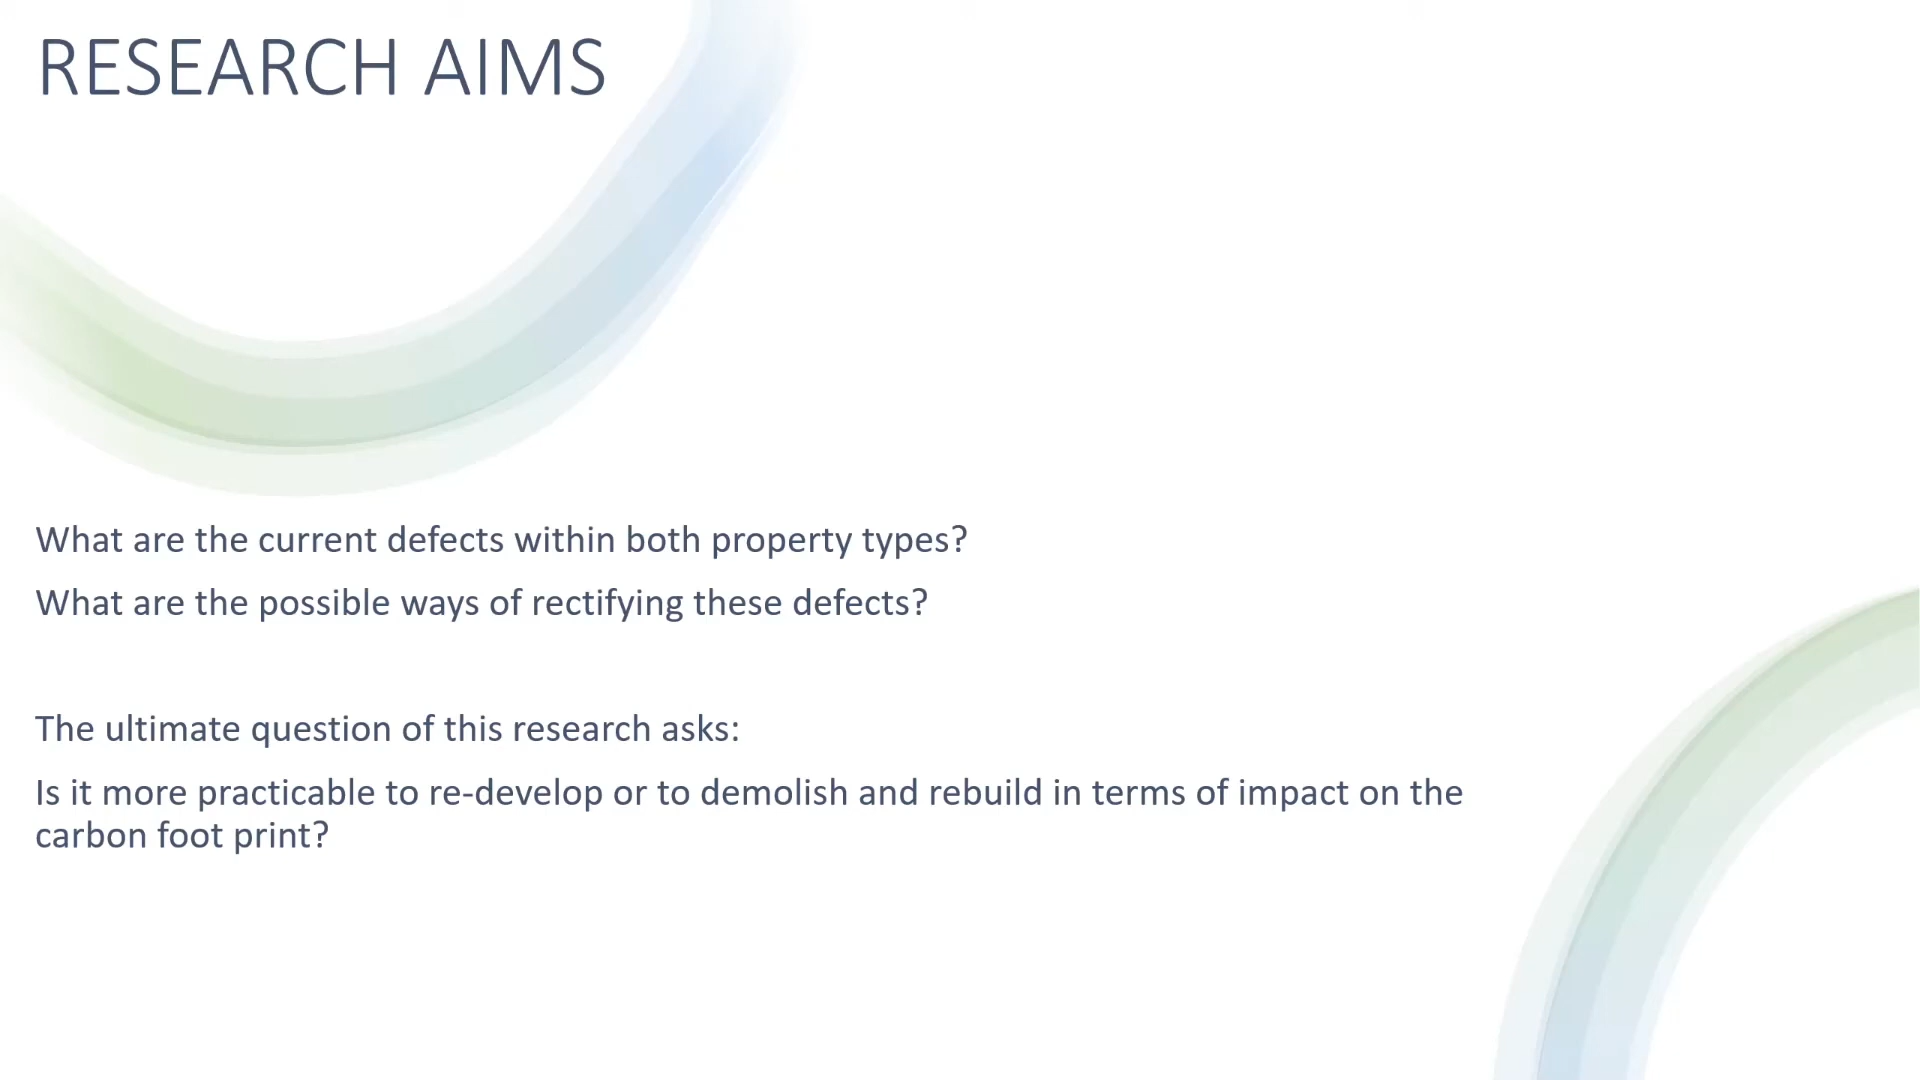 RESEARCH AIMS
What are the current defects within both property types?
What are the possible ways of rectifying these defects?
The ultimate question of this research asks:
Is it more practicable to re-develop or to demolish and rebuild in terms of impact on the
carbon foot print?